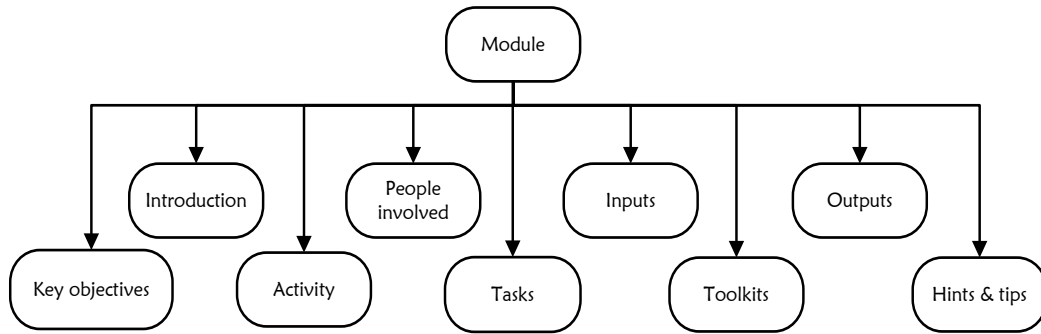 Module
Introduction
People
involved
Inputs
Outputs
Key objectives
Activity
Tasks
Toolkits
Hints & tips